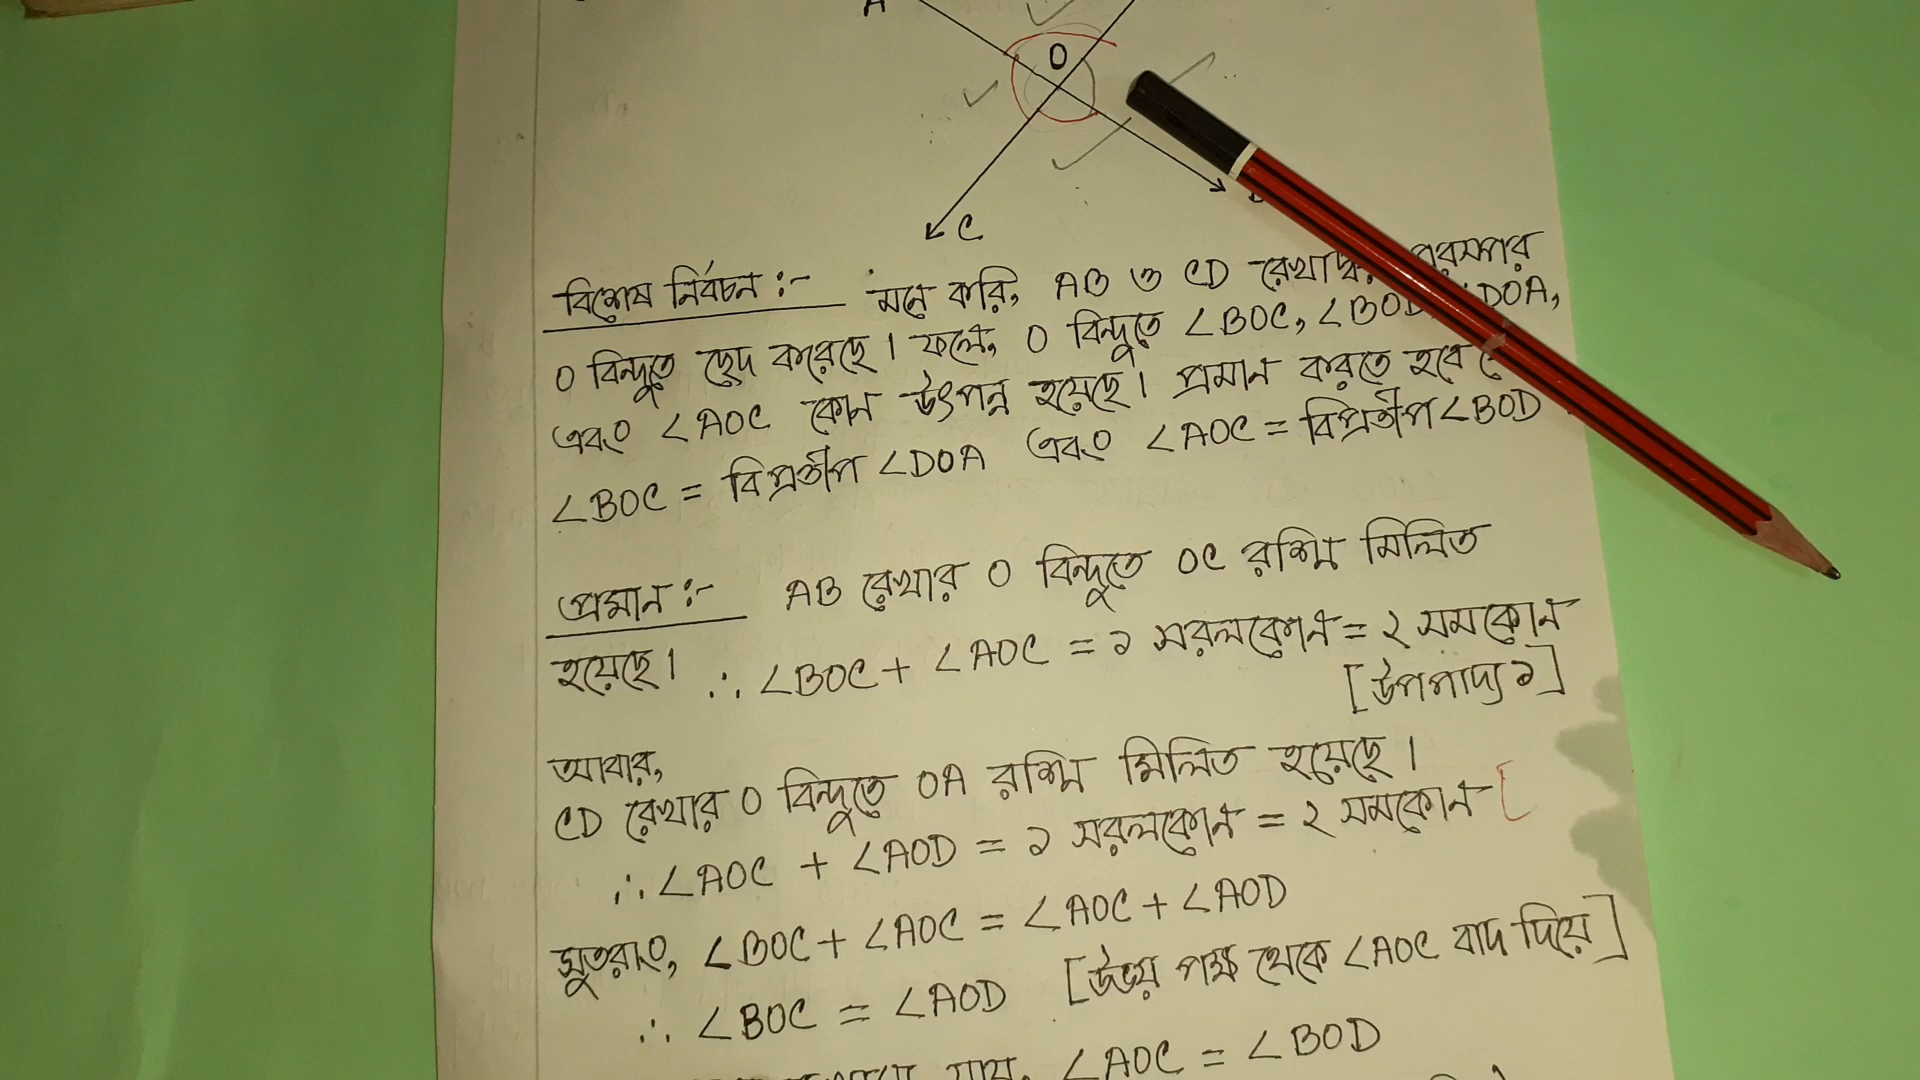 A
O
C
বিশেষ নির্বচন :- মনে করি, AB ও CD রেখাদ্বয় পরস্পর
O বিন্দুতে ছেদ করেছে। ফলে, O বিন্দুতে ∠BOC, ∠BOD, ∠DOA,
এবং ∠AOC কোন উৎপন্ন হয়েছে। প্রমান করতে হবে
∠BOC = বিপ্রতীপ ∠DOA এবং ∠AOC = বিপ্রতীপ ∠BOD
প্রমান :- AB রেখার O বিন্দুতে OC রশ্মি মিলিত
হয়েছে। ∴ ∠BOC + ∠AOC = ১ সরলকোন = ২ সমকোন
[উপপাদ্য ১]
আবার,
CD রেখার O বিন্দুতে OA রশ্মি মিলিত হয়েছে।
∴ ∠AOC + ∠AOD = ১ সরলকোন = ২ সমকোন [
সুতরাং, ∠BOC + ∠AOC = ∠AOC + ∠AOD
∴ ∠BOC = ∠AOD [উভয় পক্ষ থেকে ∠AOC বাদ দিয়ে]
যায়, ∠AOC = ∠BOD